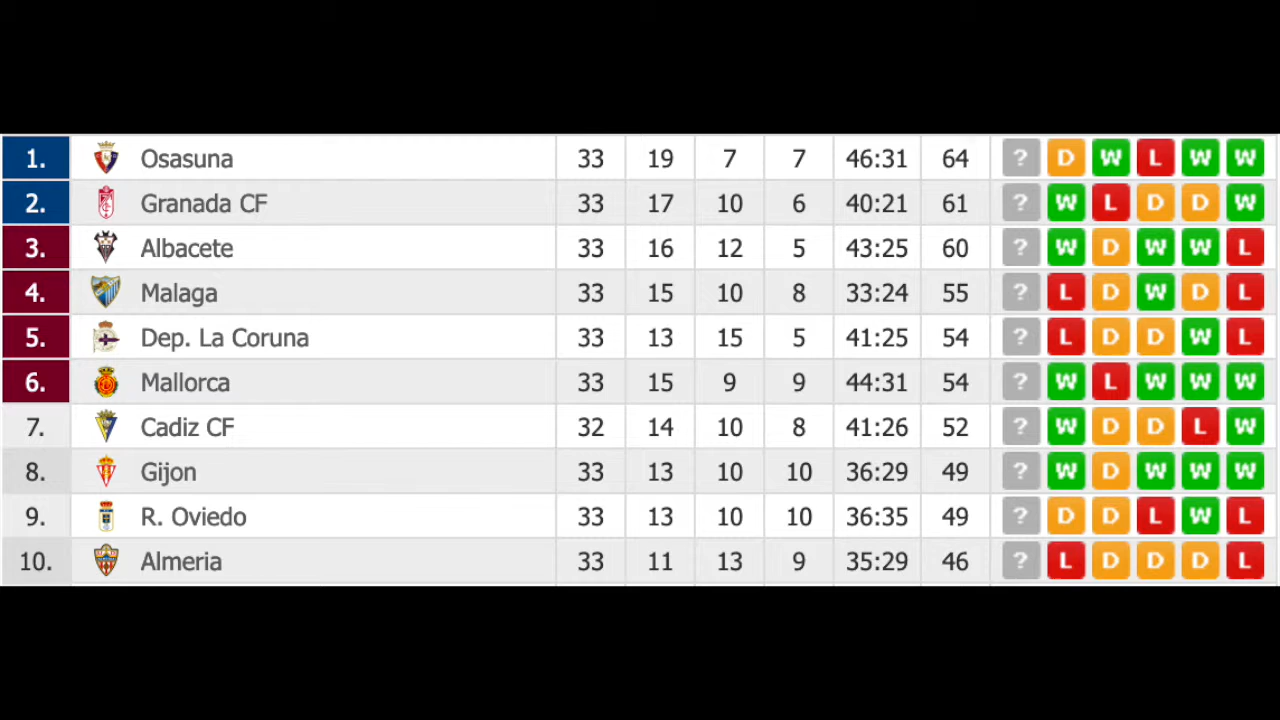 1. Osasuna 33 19 7 7 46:31 64 ? D W L W W
2. Granada CF 33 17 10 6 40:21 61 ? W L D D W
3. Albacete 33 16 12 5 43:25 60 ? W D W W L
4. Malaga 33 15 10 8 33:24 55 ? L D W D L
5. Dep. La Coruna 33 13 15 5 41:25 54 ? L D D W L
6. Mallorca 33 15 9 9 44:31 54 ? W L W W W
7. Cadiz CF 32 14 10 8 41:26 52 ? W D D L W
8. Gijon 33 13 10 10 36:29 49 ? W D W W W
9. R. Oviedo 33 13 10 10 36:35 49 ? D D L W L
10. Almeria 33 11 13 9 35:29 46 ? L D D D L